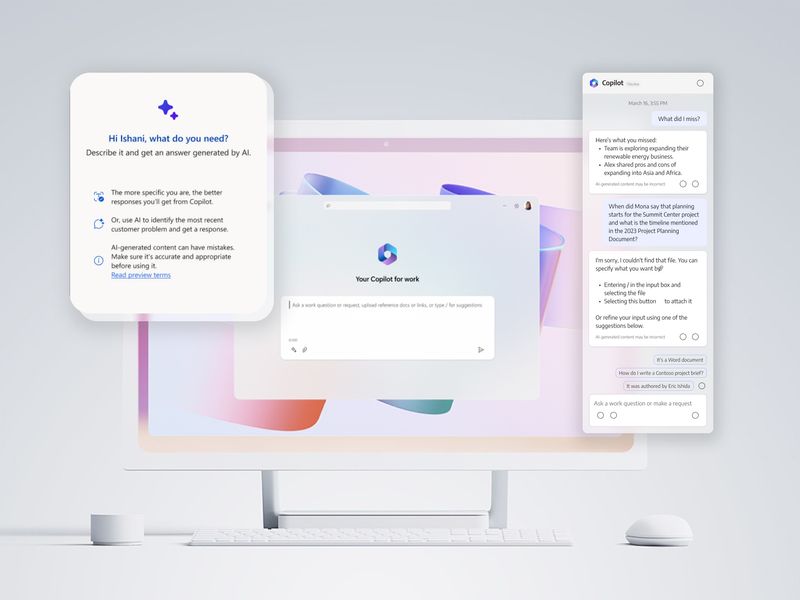 Hi Ishani, what do you need?
Describe it and get an answer generated by AI.
The more specific you are, the better
responses you'll get from Copilot.
Or, use AI to identify the most recent
customer problem and get a response.
AI-generated content can have mistakes.
Make sure it's accurate and appropriate
before using it.
Read preview terms
Your Copilot for work
Ask a work question or request, upload reference docs or links, or type / for suggestions
Copilot
March 16, 3:55 PM
What did I miss?
Here's what you missed:
• Team is exploring expanding their
renewable energy business.
• Alex shared pros and cons of
expanding into Asia and Africa.
AI-generated content may be incorrect
When did Mona say that planning
starts for the Summit Center project
and what is the timeline mentioned
in the 2023 Project Planning
Document?
I'm sorry, I couldn't find that file. You can
specify what you want by
• Entering / in the input box and
selecting the file
• Selecting this button to attach it
Or refine your input using one of the
suggestions below.
AI-generated content may be incorrect
It's a Word document
How do I write a Contoso project brief?
It was authored by Eric Ishida
Ask a work question or make a request